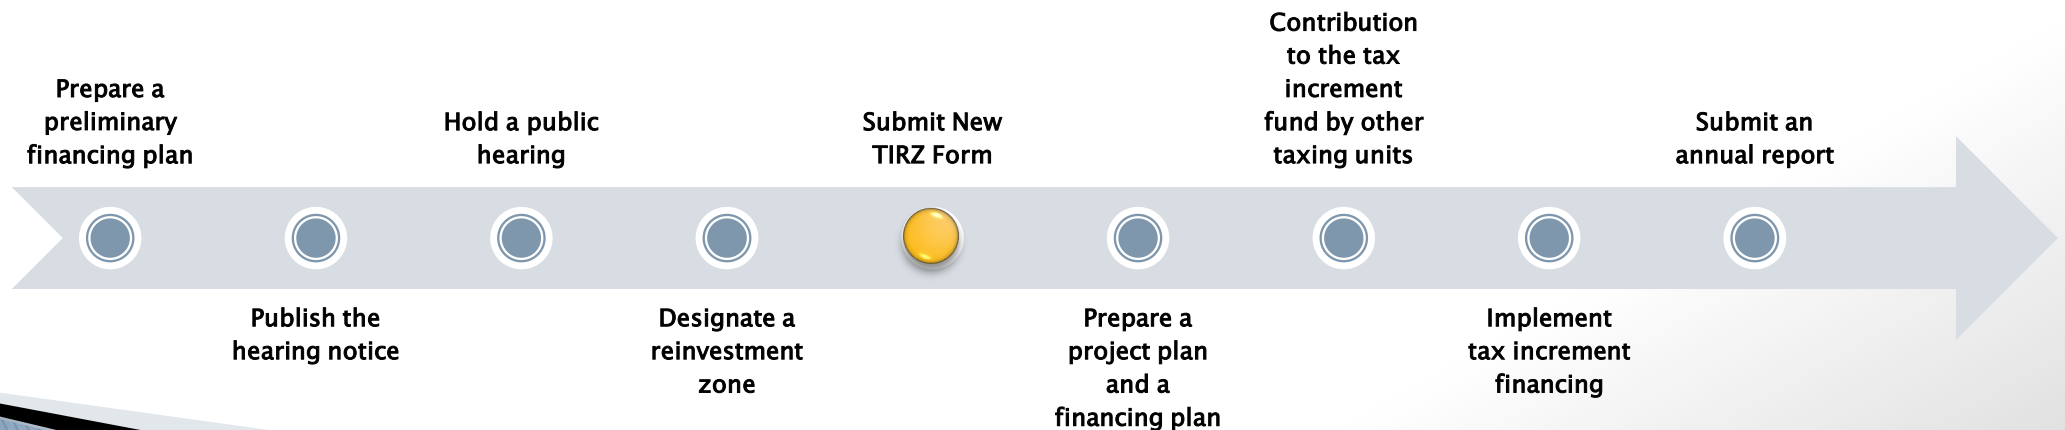 Prepare a
preliminary
financing plan
Publish the
hearing notice
Hold a public
hearing
Designate a
reinvestment
zone
Submit New
TIRZ Form
Prepare a
project plan
and a
financing plan
Contribution
to the tax
increment
fund by other
taxing units
Implement
tax increment
financing
Submit an
annual report